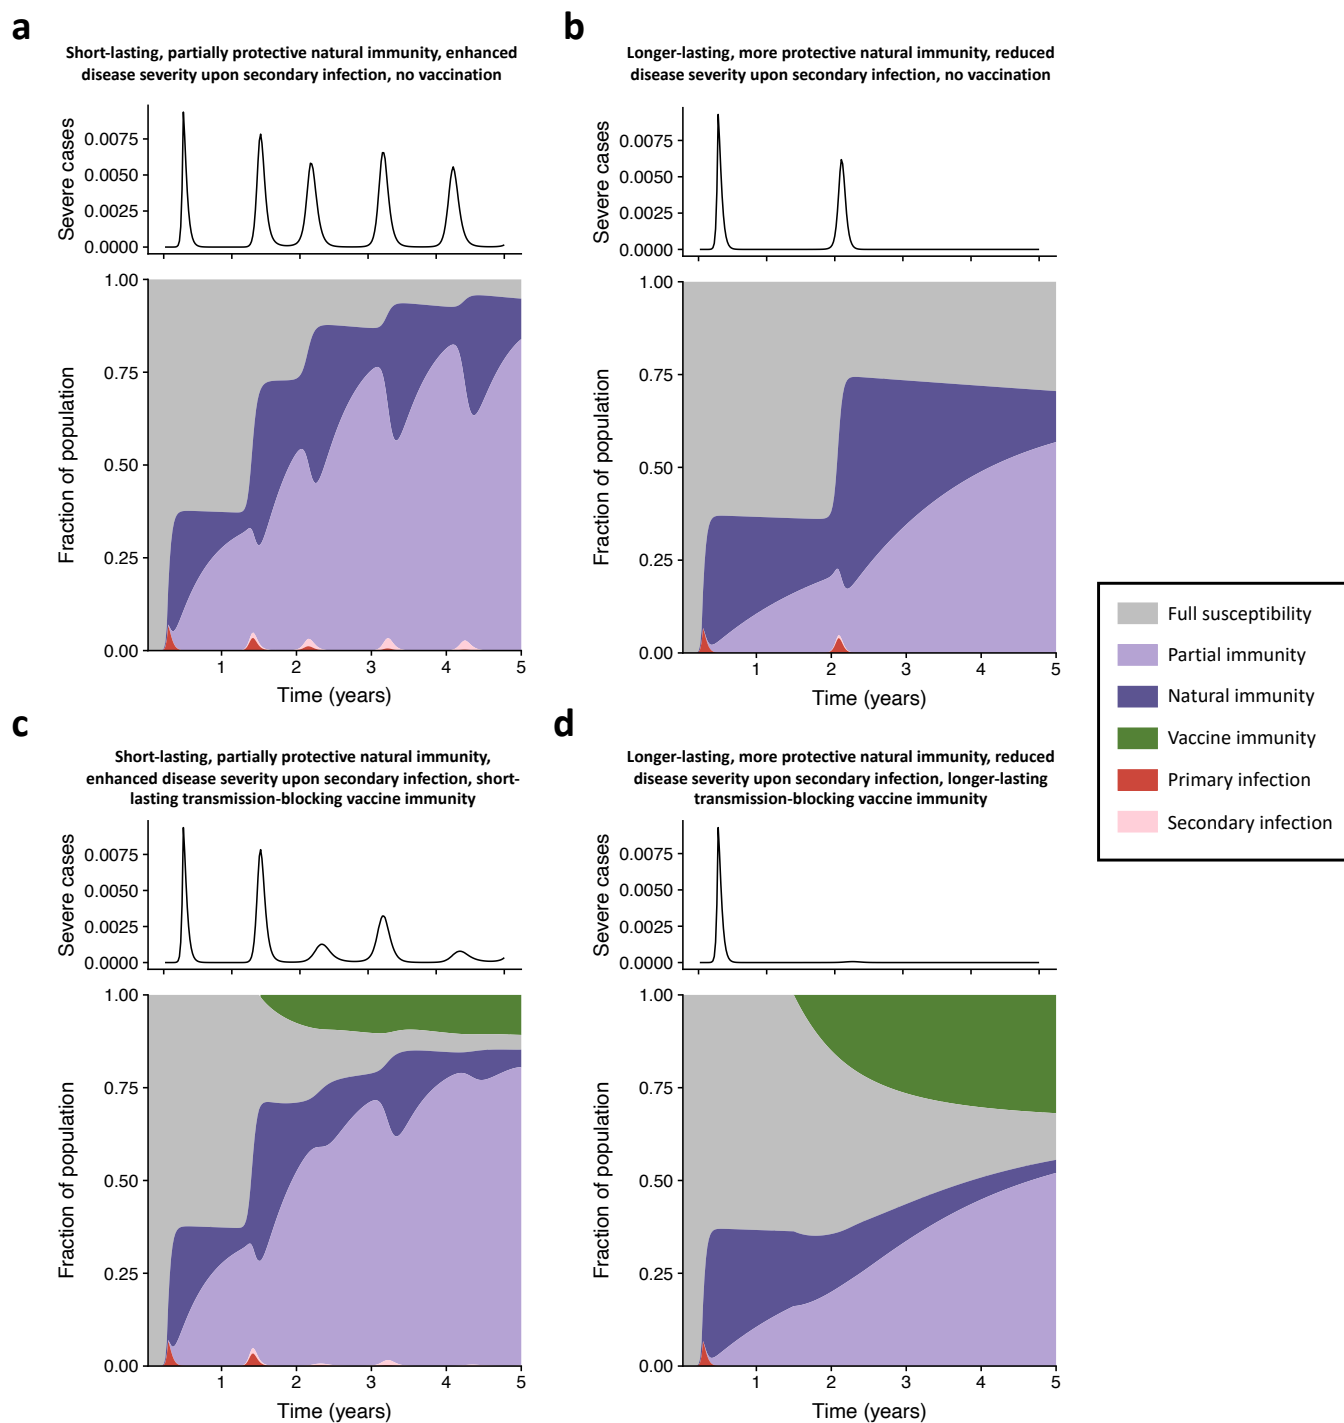 a
Short-lasting, partially protective natural immunity, enhanced
disease severity upon secondary infection, no vaccination
Severe cases
0.0075
0.0050
0.0025
0.0000
Fraction of population
1.00
0.75
0.50
0.25
0.00
1 2 3 4 5
Time (years)
b
Longer-lasting, more protective natural immunity, reduced
disease severity upon secondary infection, no vaccination
Severe cases
0.0075
0.0050
0.0025
0.0000
Fraction of population
1.00
0.75
0.50
0.25
0.00
1 2 3 4 5
Time (years)
Full susceptibility
Partial immunity
Natural immunity
Vaccine immunity
Primary infection
Secondary infection
c
Short-lasting, partially protective natural immunity,
enhanced disease severity upon secondary infection, short-
lasting transmission-blocking vaccine immunity
Severe cases
0.0075
0.0050
0.0025
0.0000
Fraction of population
1.00
0.75
0.50
0.25
0.00
1 2 3 4 5
Time (years)
d
Longer-lasting, more protective natural immunity, reduced
disease severity upon secondary infection, longer-lasting
transmission-blocking vaccine immunity
Severe cases
0.0075
0.0050
0.0025
0.0000
Fraction of population
1.00
0.75
0.50
0.25
0.00
1 2 3 4 5
Time (years)